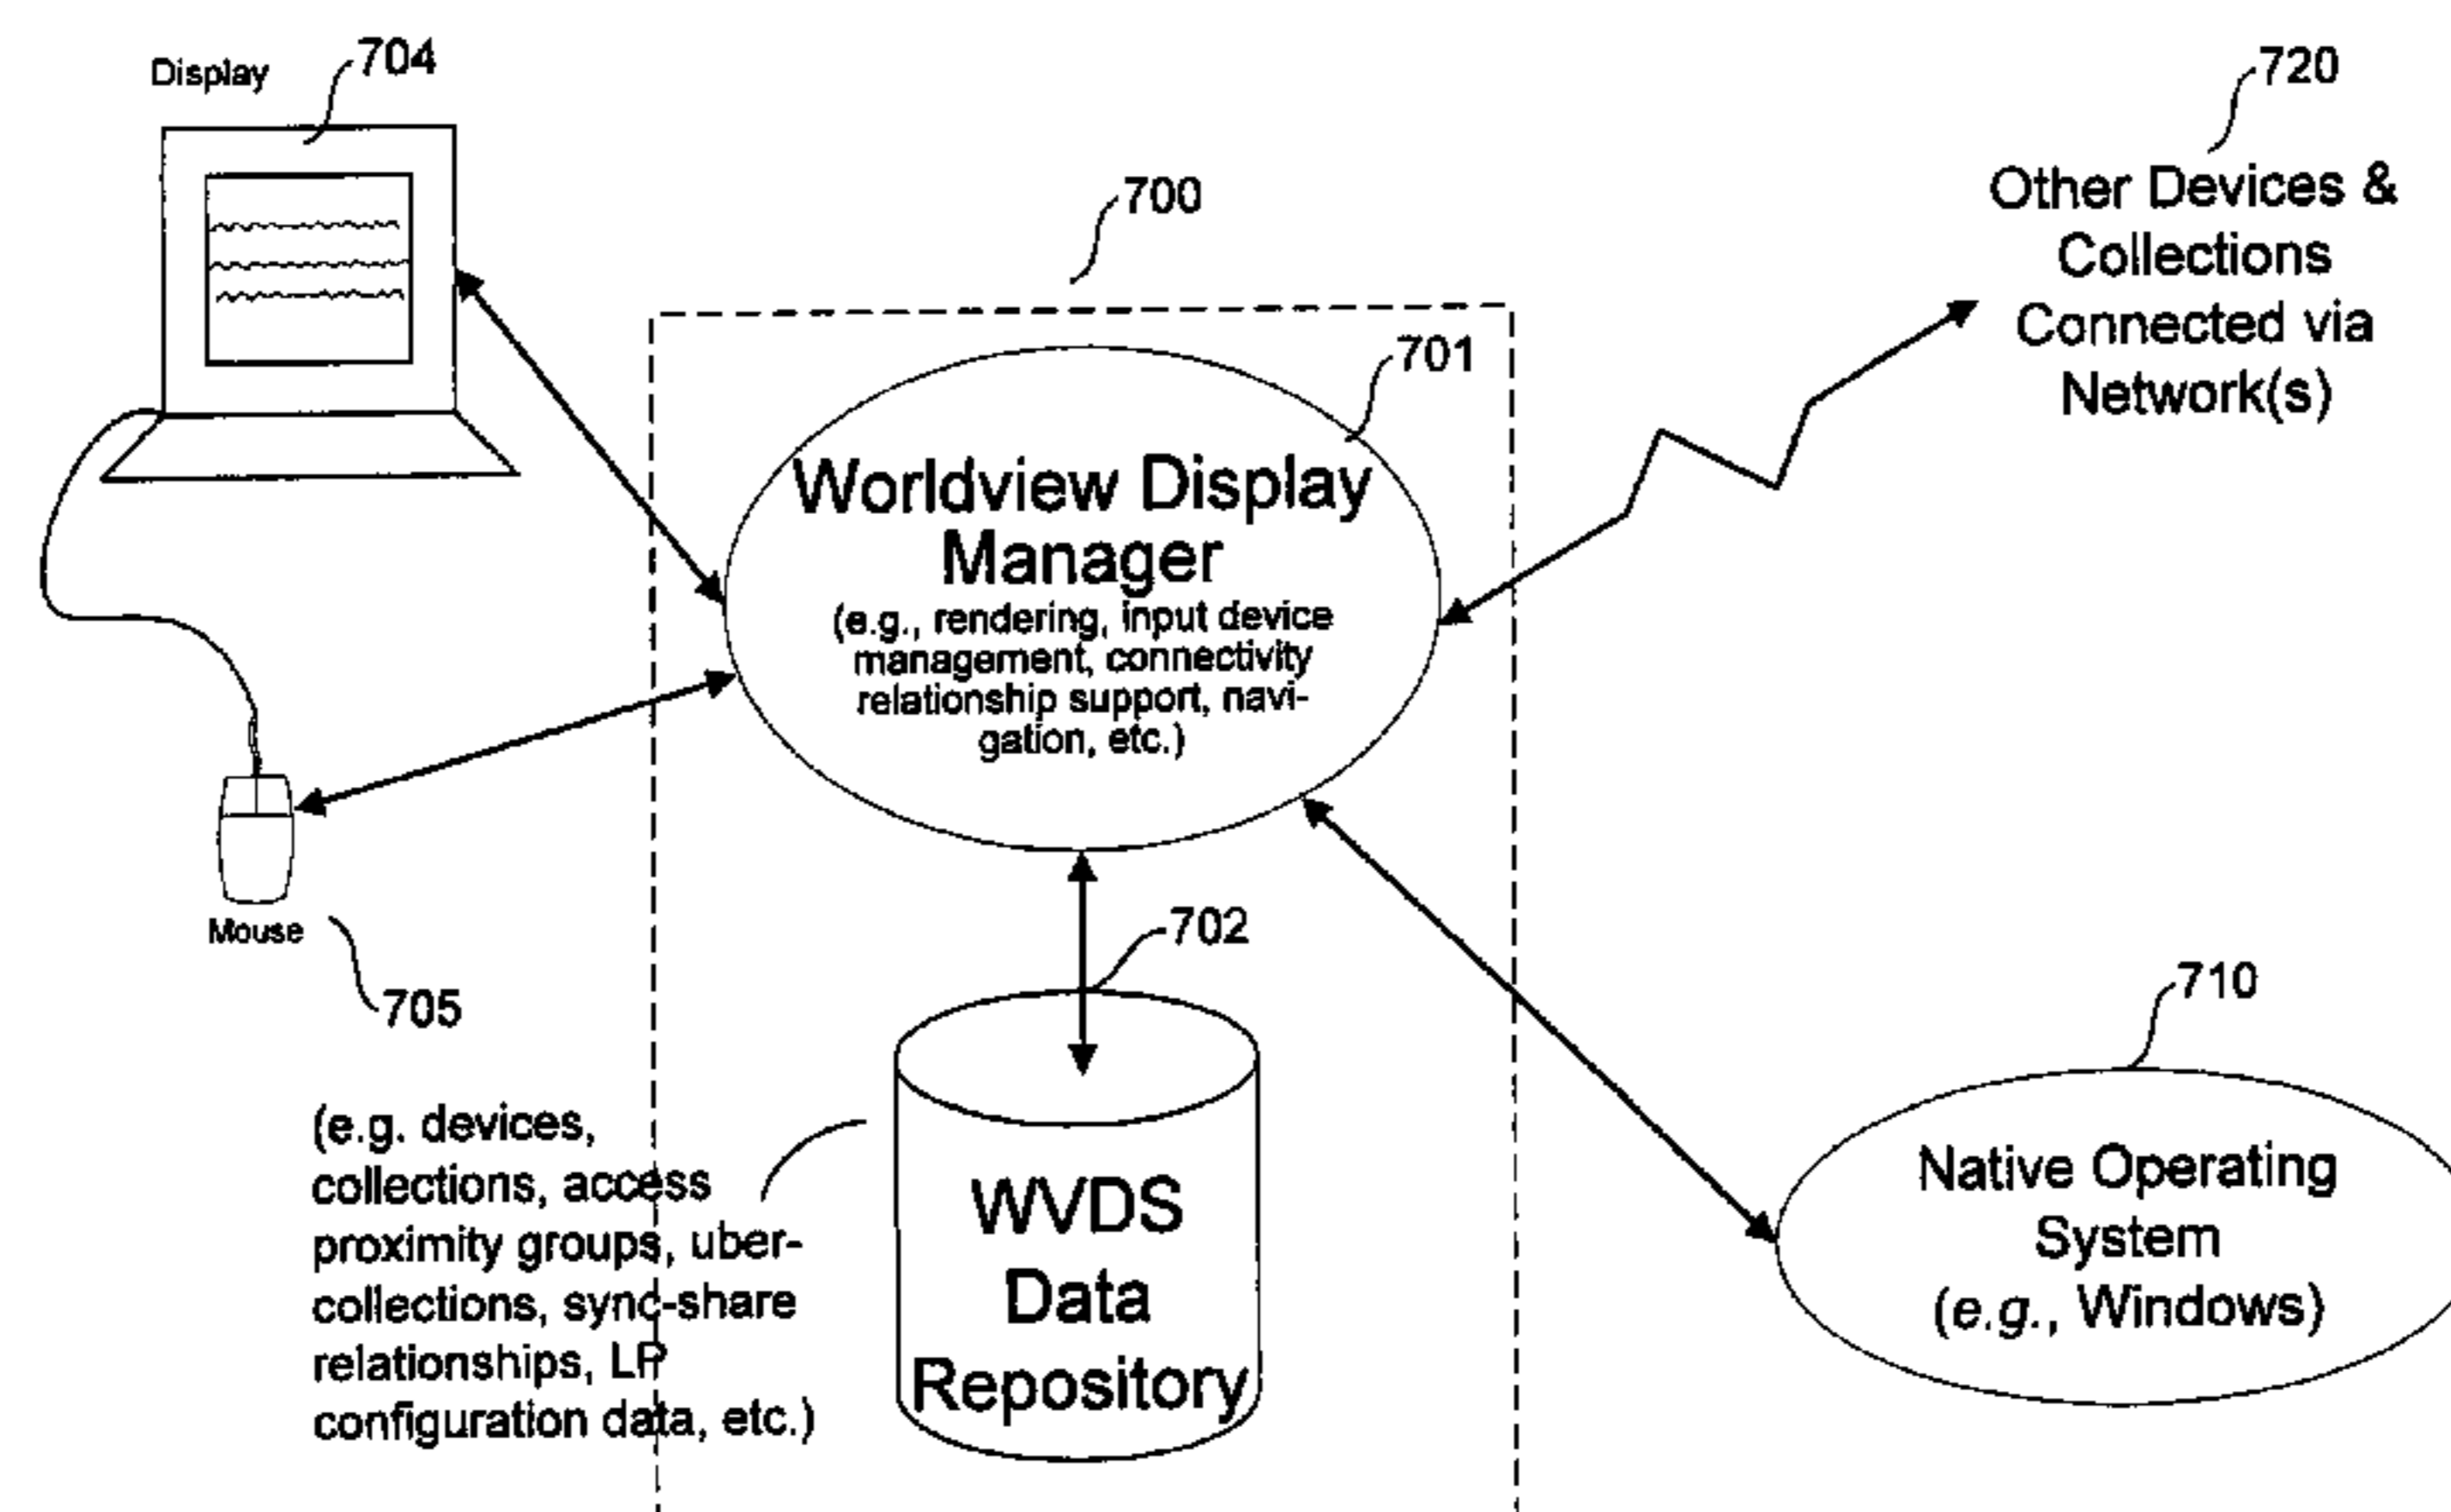 Display
704
720
Other Devices &
Collections
Connected via
Network(s)
700
701
Worldview Display
Manager
(e.g., rendering, input device
management, connectivity
relationship support, navi-
gation, etc.)
Mouse
705
702
710
(e.g. devices,
collections, access
proximity groups, uber-
collections, sync-share
relationships, LP
configuration data, etc.)
WVDS
Data
Repository
Native Operating
System
(e.g., Windows)